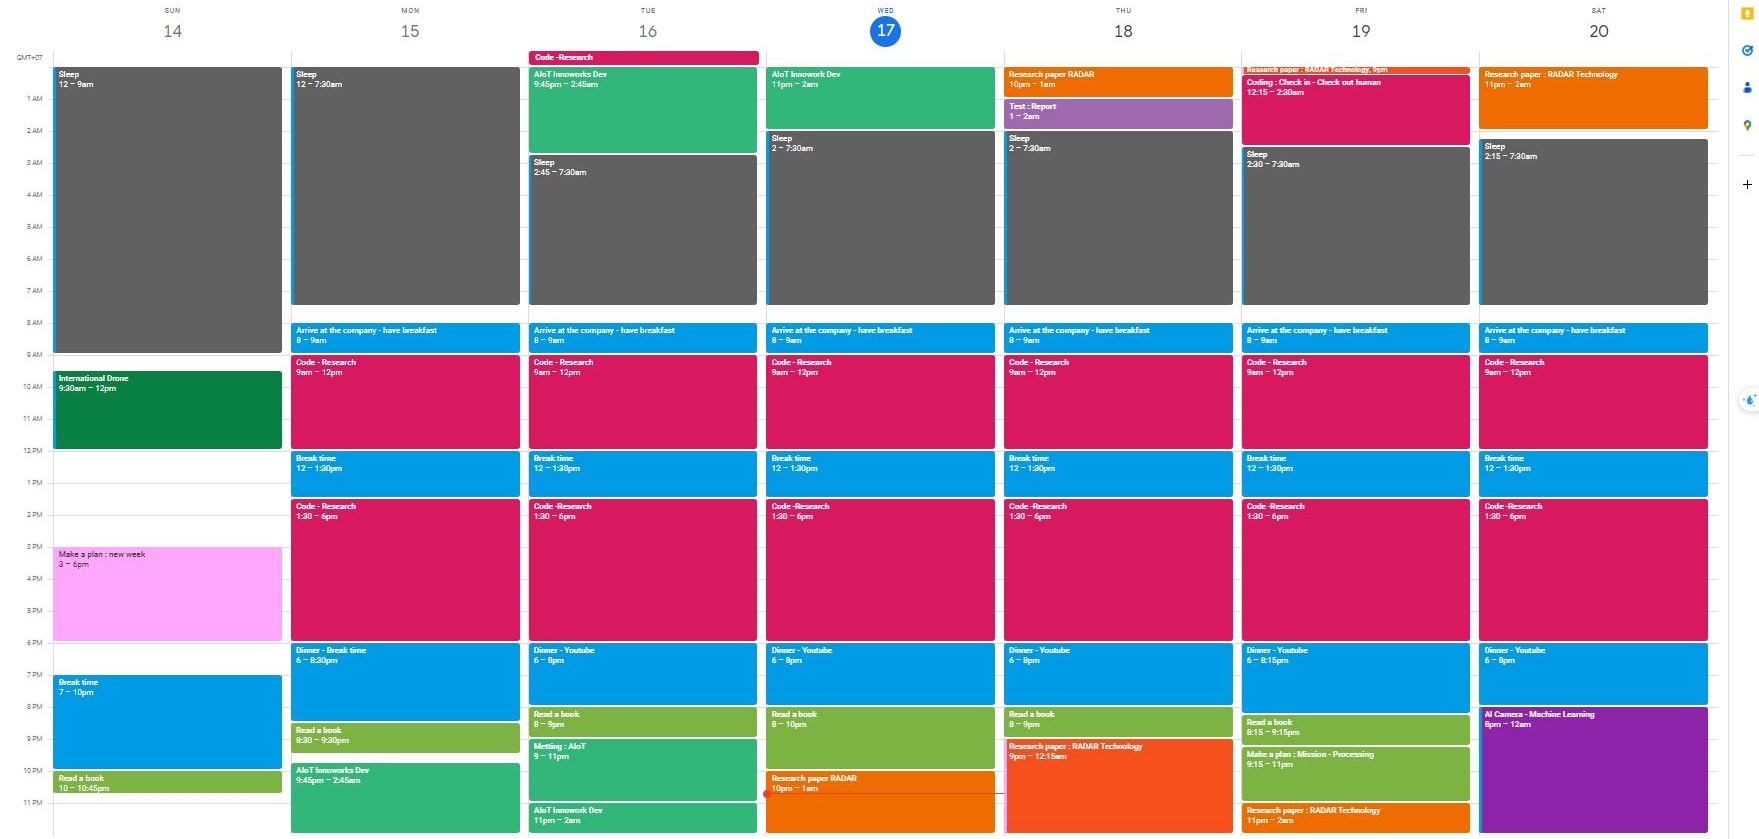 SUN
14
MON
15
TUE
16
WED
17
THU
18
FRI
19
SAT
20
GMT+07
Code -Research
1 AM
2 AM
3 AM
4 AM
5 AM
6 AM
7 AM
8 AM
9 AM
10 AM
11 AM
12 PM
1 PM
2 PM
3 PM
4 PM
5 PM
6 PM
7 PM
8 PM
9 PM
10 PM
11 PM
Sleep
12 – 9am
International Drone
9:30am – 12pm
Make a plan : new week
3 – 6pm
Break time
7 – 10pm
Read a book
10 – 10:45pm
Sleep
12 – 7:30am
Arrive at the company - have breakfast
8 – 9am
Code - Research
9am – 12pm
Break time
12 – 1:30pm
Code - Research
1:30 – 6pm
Dinner - Break time
6 – 8:30pm
Read a book
8:30 – 9:30pm
AIoT Innoworks Dev
9:45pm – 2:45am
AIoT Innoworks Dev
9:45pm – 2:45am
Sleep
2:45 – 7:30am
Arrive at the company - have breakfast
8 – 9am
Code - Research
9am – 12pm
Break time
12 – 1:30pm
Code -Research
1:30 – 6pm
Dinner - Youtube
6 – 8pm
Read a book
8 – 9pm
Metting : AIoT
9 – 11pm
AIoT Innowork Dev
11pm – 2am
AIoT Innowork Dev
11pm – 2am
Sleep
2 – 7:30am
Arrive at the company - have breakfast
8 – 9am
Code - Research
9am – 12pm
Break time
12 – 1:30pm
Code -Research
1:30 – 6pm
Dinner - Youtube
6 – 8pm
Read a book
8 – 10pm
Research paper RADAR
10pm – 1am
Research paper RADAR
10pm – 1am
Test : Report
1 – 2am
Sleep
2 – 7:30am
Arrive at the company - have breakfast
8 – 9am
Code - Research
9am – 12pm
Break time
12 – 1:30pm
Code -Research
1:30 – 6pm
Dinner - Youtube
6 – 8pm
Read a book
8 – 9pm
Research paper : RADAR Technology
9pm – 12:15am
Research paper : RADAR Technology, 9pm
Coding : Check in - Check out human
12:15 – 2:30am
Sleep
2:30 – 7:30am
Arrive at the company - have breakfast
8 – 9am
Code - Research
9am – 12pm
Break time
12 – 1:30pm
Code -Research
1:30 – 6pm
Dinner - Youtube
6 – 8:15pm
Read a book
8:15 – 9:15pm
Make a plan : Mission - Processing
9:15 – 11pm
Research paper : RADAR Technology
11pm – 2am
Research paper : RADAR Technology
11pm – 2am
Sleep
2:15 – 7:30am
Arrive at the company - have breakfast
8 – 9am
Code - Research
9am – 12pm
Break time
12 – 1:30pm
Code -Research
1:30 – 6pm
Dinner - Youtube
6 – 8pm
AI Camera - Machine Learning
8pm – 12am